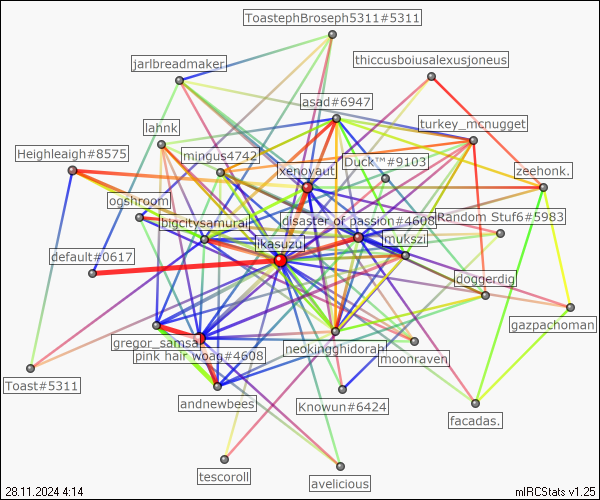 ToastephBroseph5311#5311
thiccusboiusalexusjoneus
jarlbreadmaker
asad#6947
turkey_mcnugget
lahnk
Heighleaigh#8575
mingus4742
Duck™#9103
xenoyaut
zeehonk.
ogshroom
bigcitysamurai
disaster of passion#4608
Random Stuf6#5983
ikasuzu
mukszi
default#0617
doggerdig
gazpachoman
gregor_samsa
neokingghidorah
pink hair woag#4608
moonraven
Toast#5311
andnewbees
Knowun#6424
facadas.
tescoroll
avelicious
28.11.2024 4:14
mIRCStats v1.25